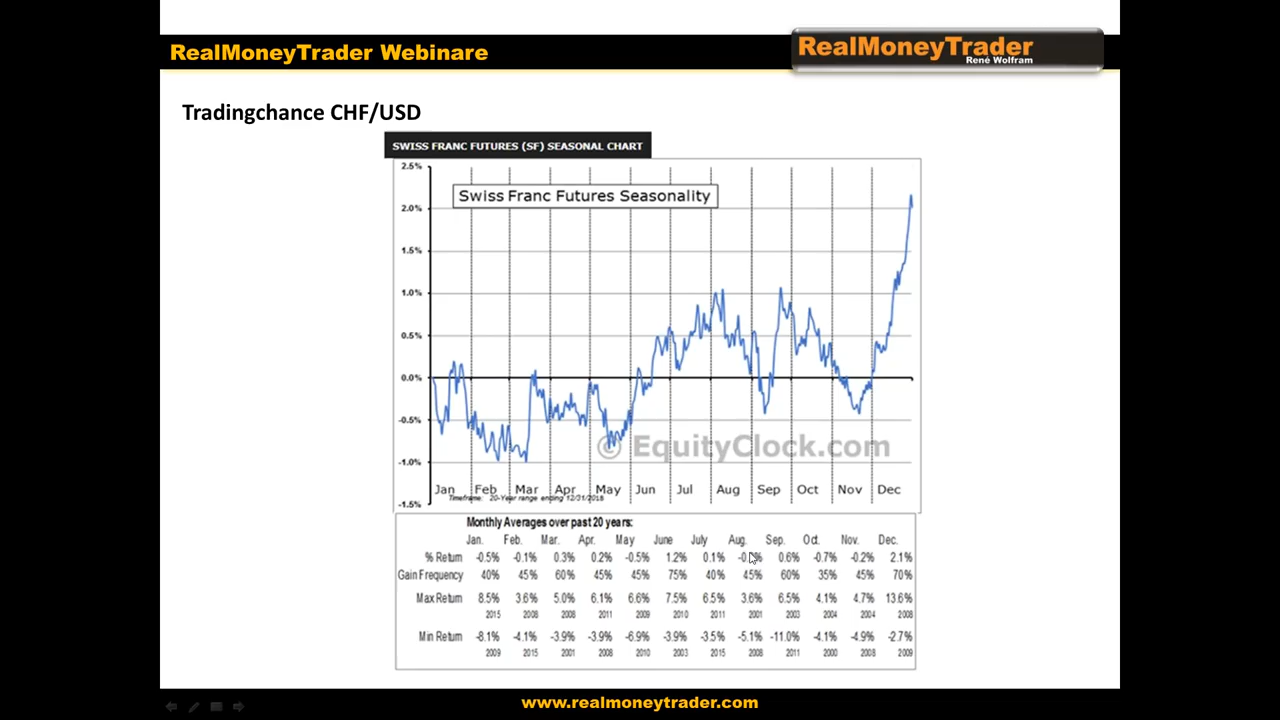 RealMoneyTrader Webinare
RealMoneyTrader
René Wolfram
Tradingchance CHF/USD
SWISS FRANC FUTURES (SF) SEASONAL CHART
Swiss Franc Futures Seasonality
2.5%
2.0%
1.5%
1.0%
0.5%
0.0%
-0.5%
-1.0%
-1.5%
© EquityClock.com
Jan Feb Mar Apr May Jun Jul Aug Sep Oct Nov Dec
Timeframe: 20-Year range ending 12/31/2018
Monthly Averages over past 20 years:
Jan. Feb. Mar. Apr. May June July Aug. Sep. Oct. Nov. Dec.
% Return -0.5% -0.1% 0.3% 0.2% -0.5% 1.2% 0.1% 0.6% -0.7% -0.2% 2.1%
Gain Frequency 40% 45% 60% 45% 45% 75% 40% 45% 60% 35% 45% 70%
Max Return 8.5% 3.6% 5.0% 6.1% 6.6% 7.5% 6.5% 3.6% 6.5% 4.1% 4.7% 13.6%
2015 2008 2008 2011 2009 2010 2011 2001 2003 2004 2004 2008
Min Return -8.1% -4.1% -3.9% -3.9% -6.9% -3.9% -3.5% -5.1% -11.0% -4.1% -4.9% -2.7%
2009 2015 2001 2008 2010 2003 2015 2008 2011 2000 2008 2009
www.realmoneytrader.com